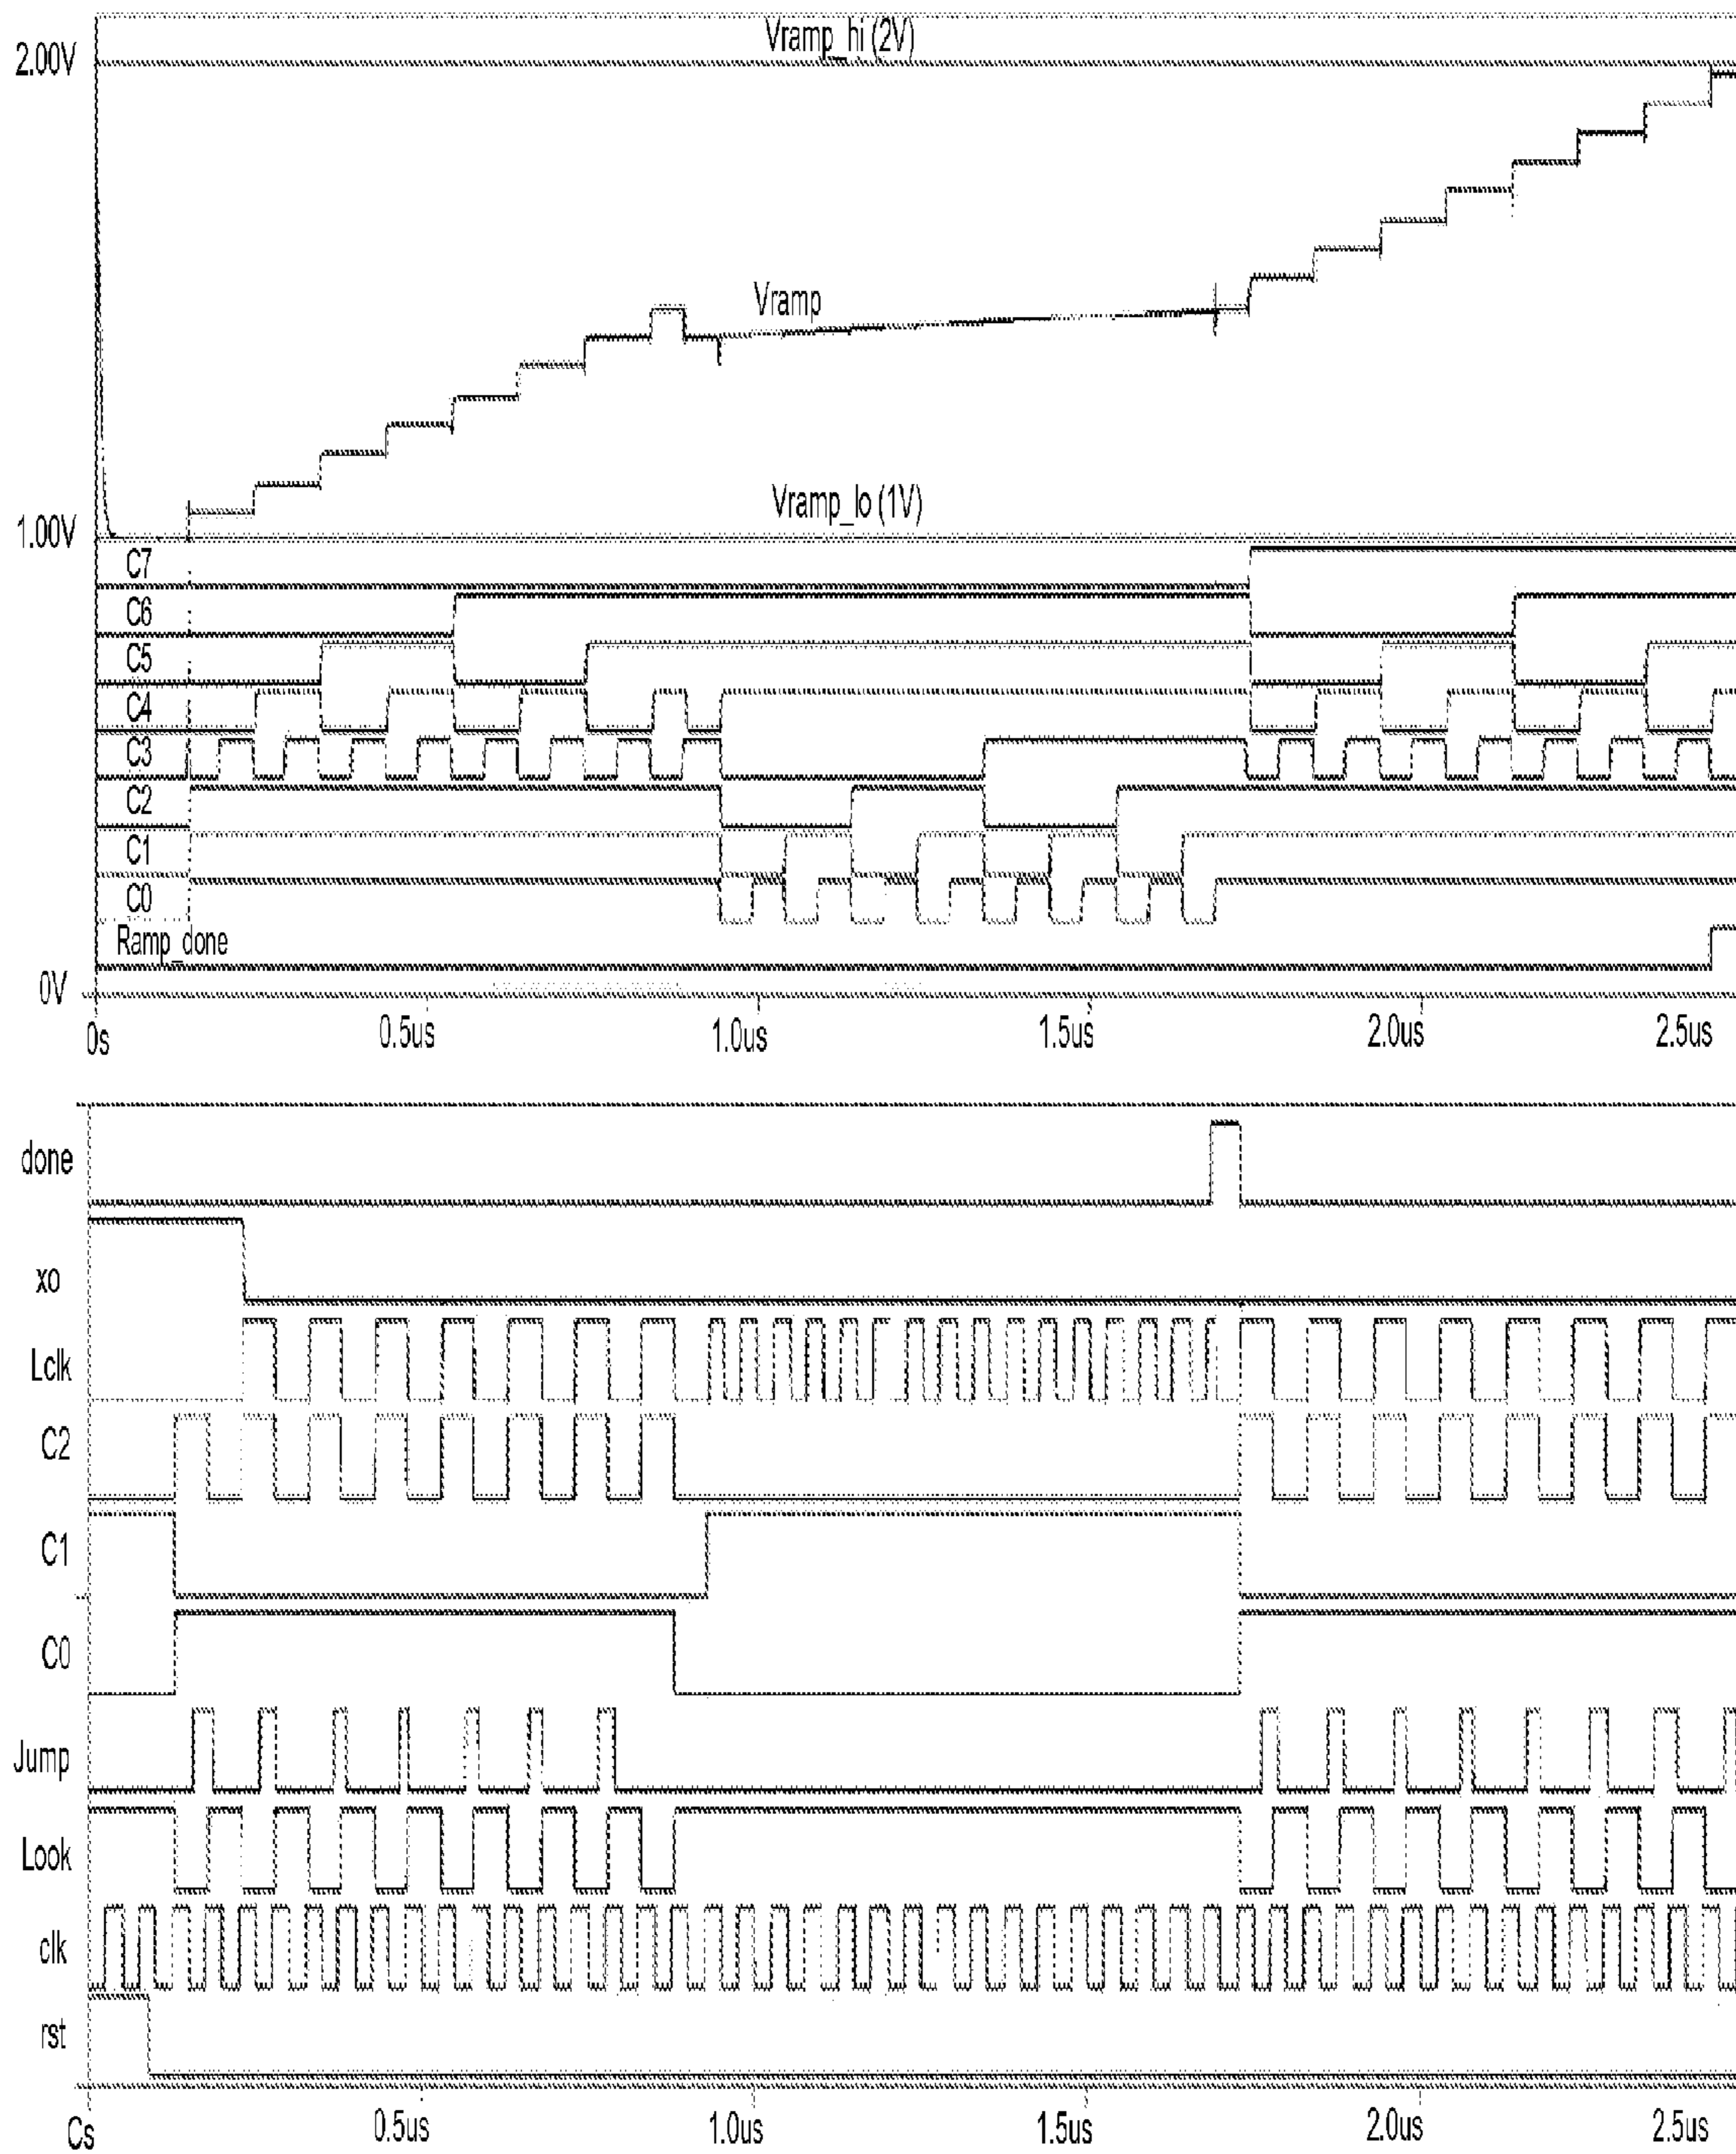 Vramp_hi (2V)
2.00V
Vramp
Vramp_lo (1V)
1.00V
C7
C6
C5
C4
C3
C2
C1
C0
Ramp_done
0V
0s
0.5us
1.0us
1.5us
2.0us
2.5us
done
xo
Lclk
C2
C1
C0
Jump
Look
clk
rst
Cs
0.5us
1.0us
1.5us
2.0us
2.5us